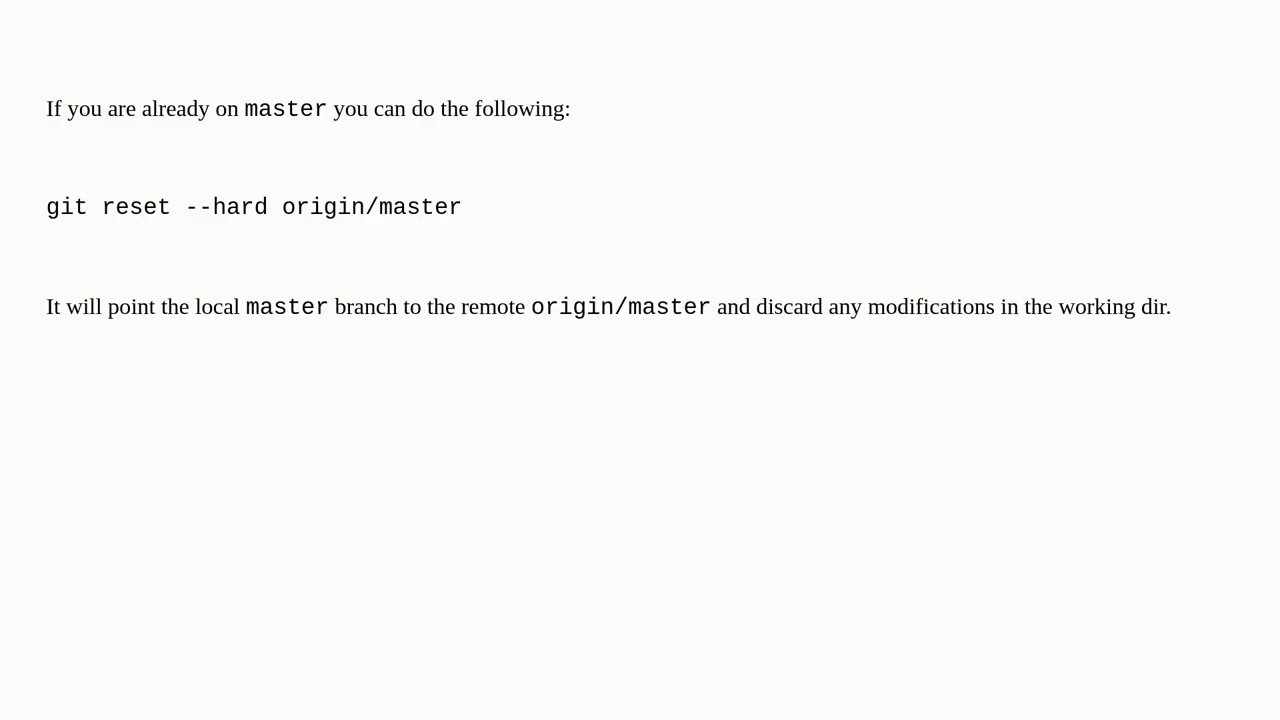 If you are already on master you can do the following:
git reset --hard origin/master
It will point the local master branch to the remote origin/master and discard any modifications in the working dir.